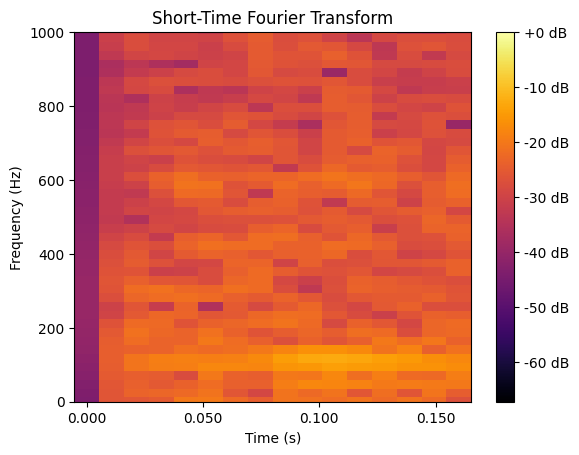 Short-Time Fourier Transform
1000
800
600
400
200
0
Frequency (Hz)
0.000
0.050
0.100
0.150
Time (s)
+0 dB
-10 dB
-20 dB
-30 dB
-40 dB
-50 dB
-60 dB